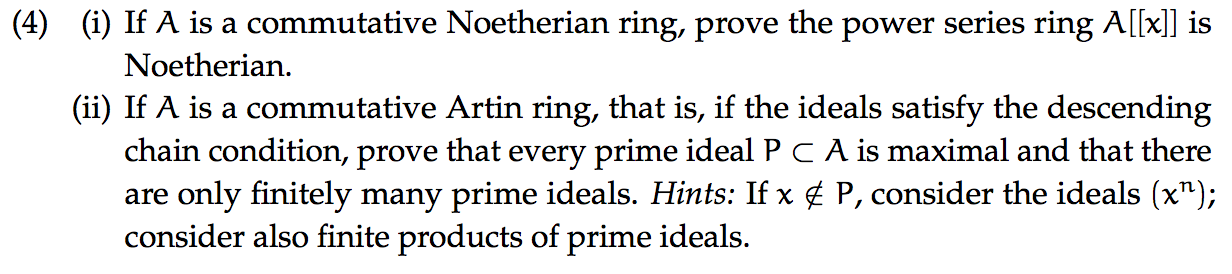 (4) (i) If A is a commutative Noetherian ring, prove the power series ring A[[x]] is
Noetherian.
(ii) If A is a commutative Artin ring, that is, if the ideals satisfy the descending
chain condition, prove that every prime ideal P ⊂ A is maximal and that there
are only finitely many prime ideals. Hints: If x ∉ P, consider the ideals (xⁿ);
consider also finite products of prime ideals.